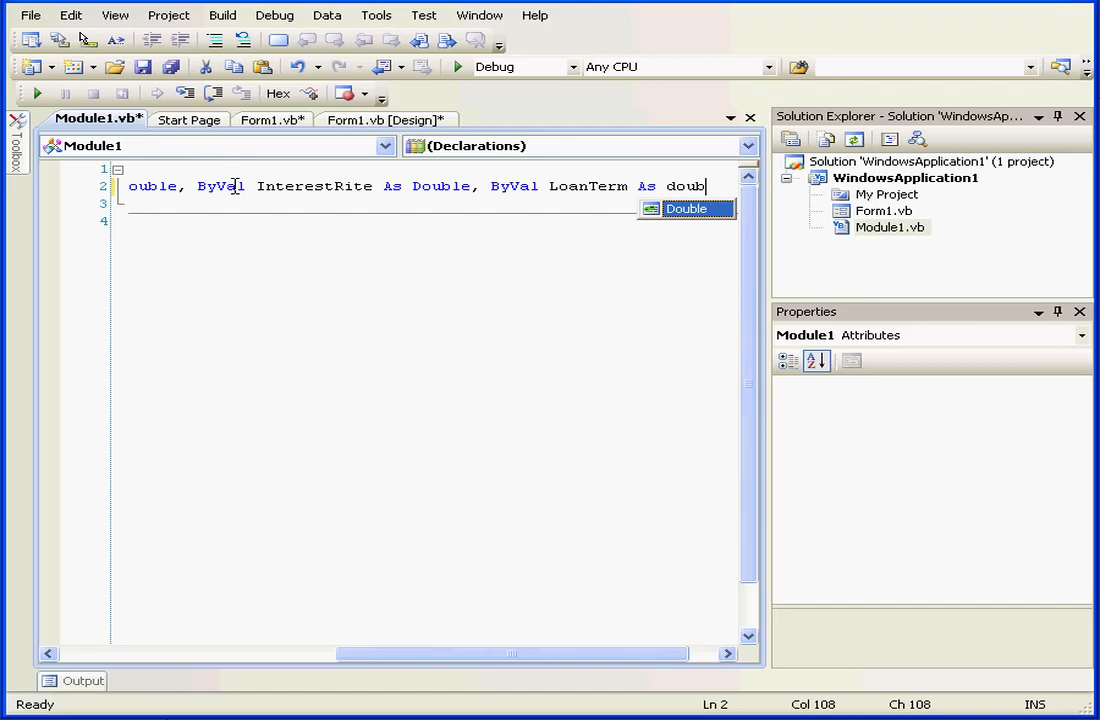 File Edit View Project Build Debug Data Tools Test Window Help
Debug Any CPU
Hex
Module1.vb* Start Page Form1.vb* Form1.vb [Design]*
Toolbox
Module1 (Declarations)
1
2 ouble, ByVal InterestRite As Double, ByVal LoanTerm As doub
Double
3
4
Output
Solution Explorer - Solution 'WindowsAp...
Solution 'WindowsApplication1' (1 project)
WindowsApplication1
My Project
Form1.vb
Module1.vb
Properties
Module1 Attributes
Ready Ln 2 Col 108 Ch 108 INS